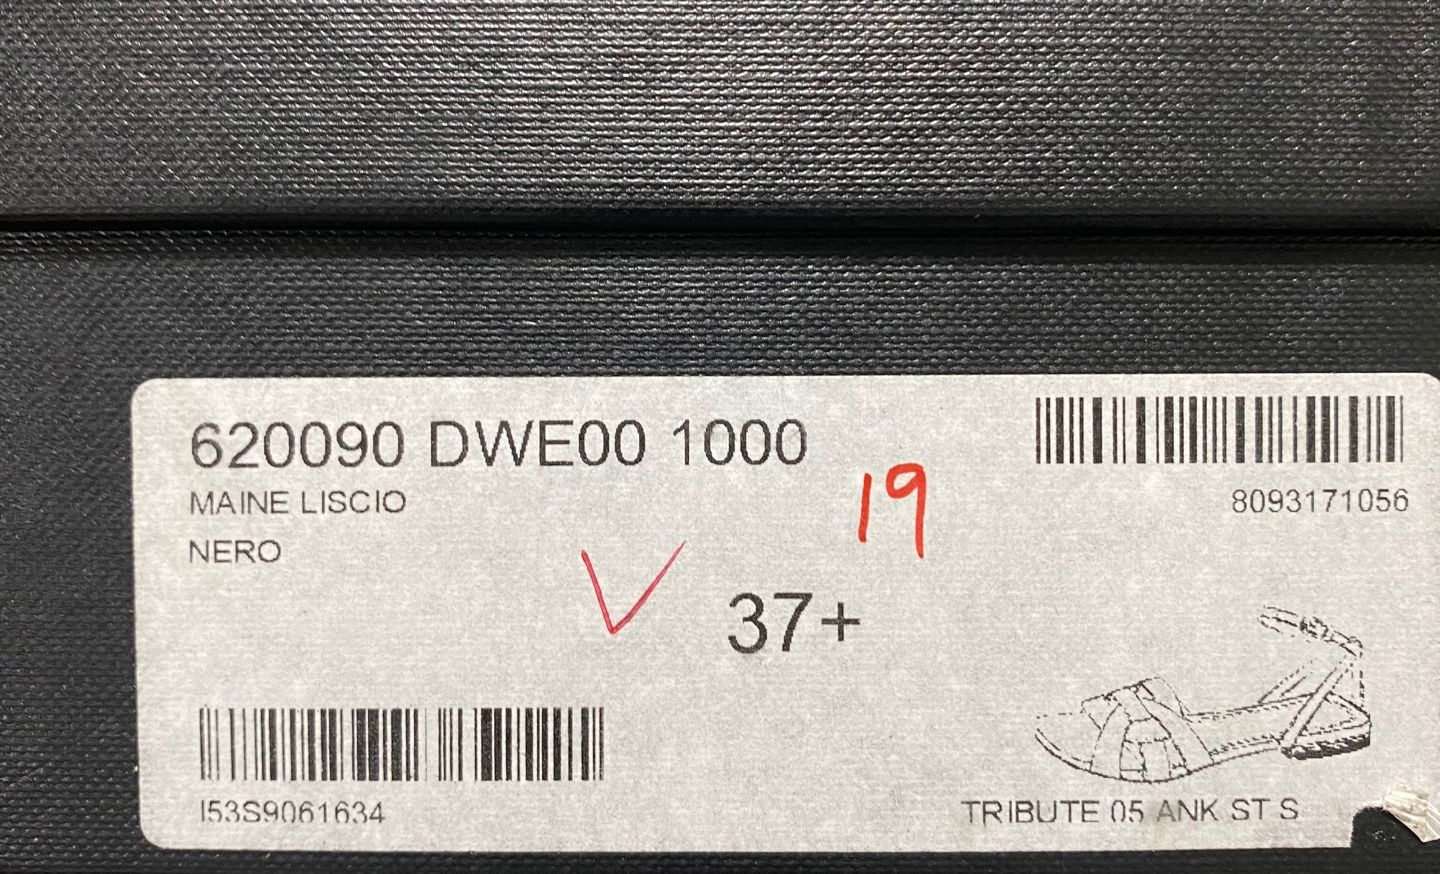 620090 DWE00 1000
MAINE LISCIO
NERO
19
8093171056
37+
I53S9061634
TRIBUTE 05 ANK ST S